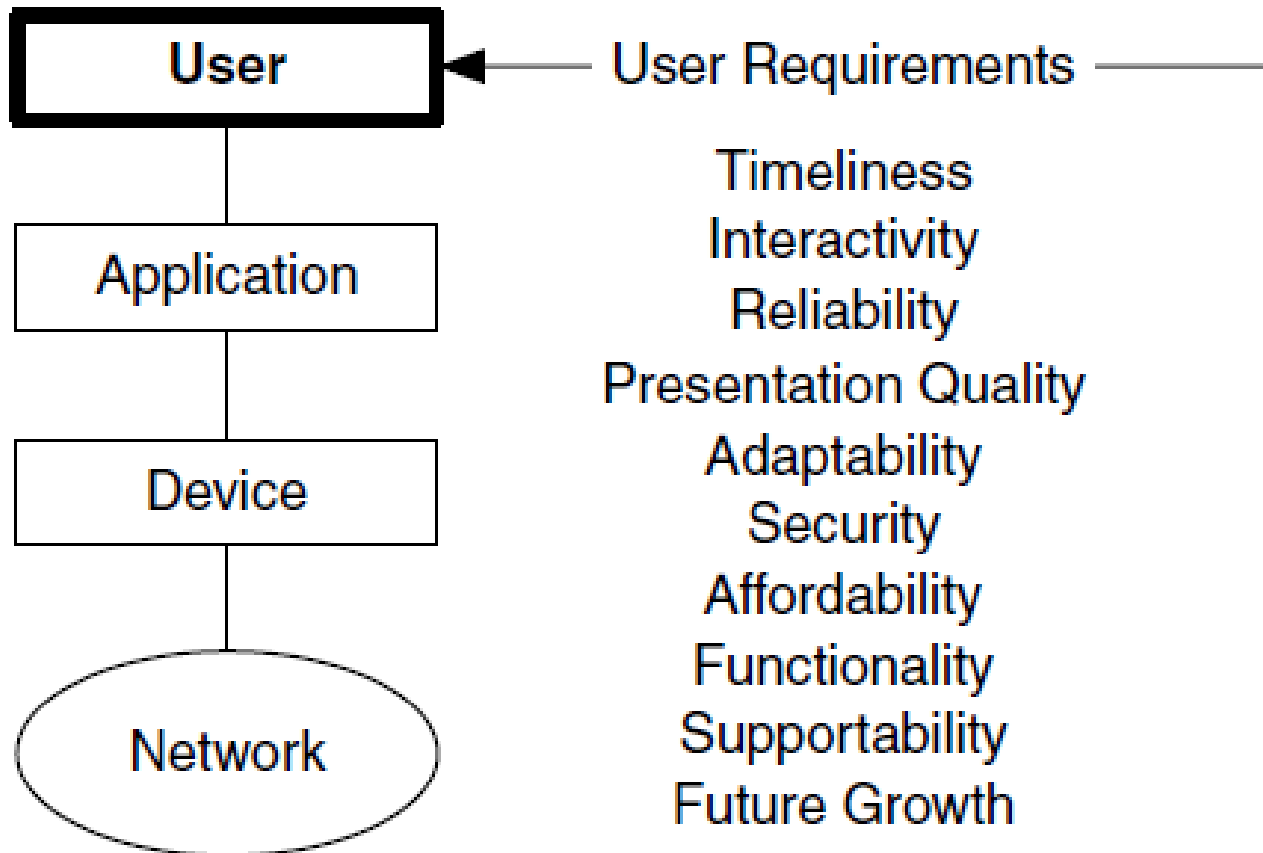 User
User Requirements
Timeliness
Interactivity
Application
Reliability
Presentation Quality
Adaptability
Device
Security
Affordability
Functionality
Supportability
Network
Future Growth